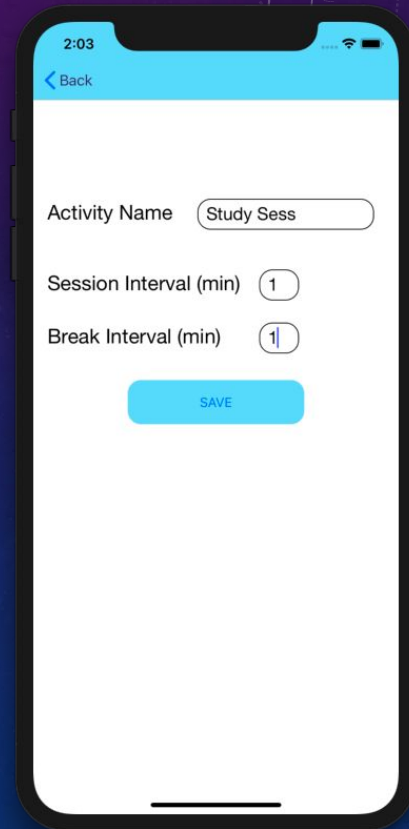 2:03
Back
Activity Name Study Sess
Session Interval (min) 1
Break Interval (min) 1
SAVE